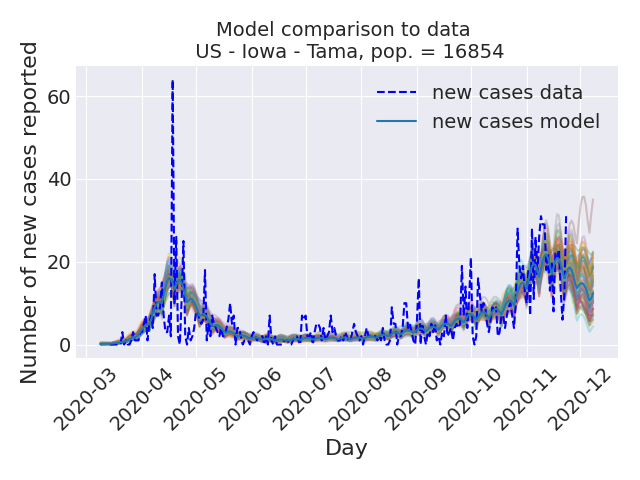 Model comparison to data
US - Iowa - Tama, pop. = 16854
Number of new cases reported
60
40
20
0
new cases data
new cases model
2020-03
2020-04
2020-05
2020-06
2020-07
2020-08
2020-09
2020-10
2020-11
2020-12
Day